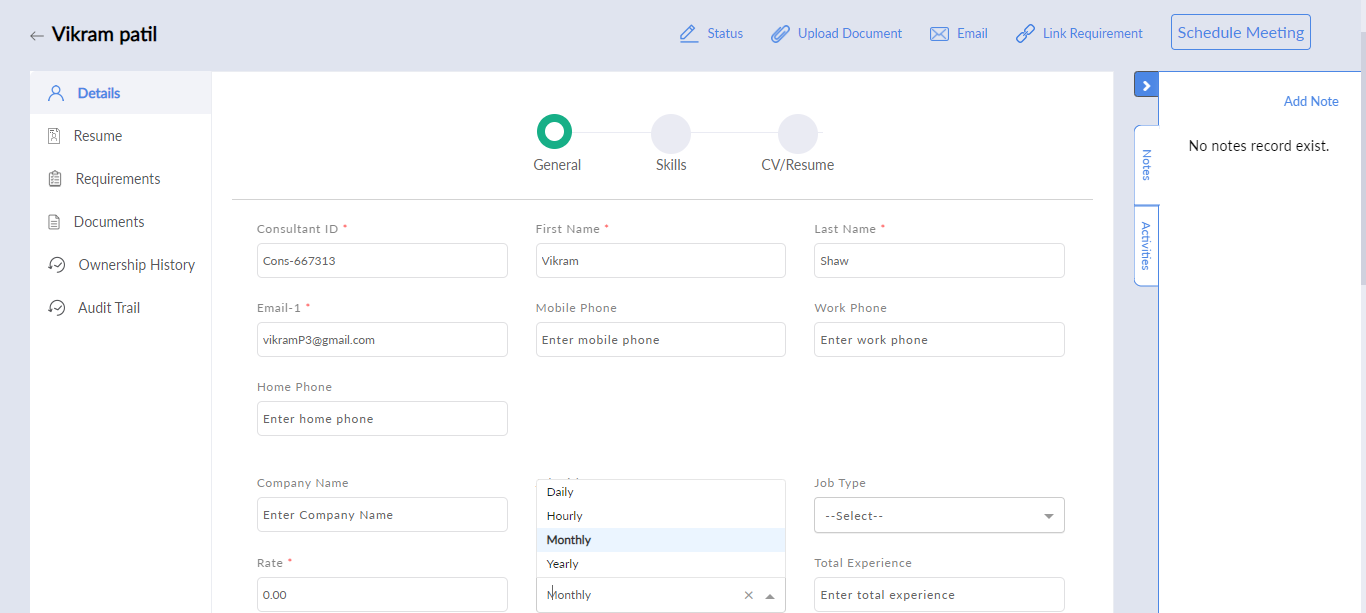 Vikram patil
Status
Upload Document
Email
Link Requirement
Schedule Meeting
Details
Resume
Requirements
Documents
Ownership History
Audit Trail
General
Skills
CV/Resume
Consultant ID *
First Name *
Last Name *
Cons-667313
Vikram
Shaw
Email-1 *
Mobile Phone
Work Phone
vikramP3@gmail.com
Enter mobile phone
Enter work phone
Home Phone
Enter home phone
Company Name
Job Type
Enter Company Name
--Select--
Daily
Hourly
Monthly
Yearly
Rate *
Total Experience
0.00
Monthly
Enter total experience
Add Note
No notes record exist.
Notes
Activities